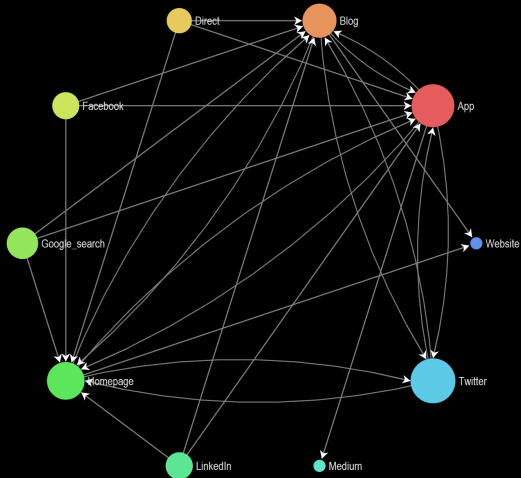 Direct
Blog
Facebook
App
Google_search
Website
Homepage
Twitter
LinkedIn
Medium